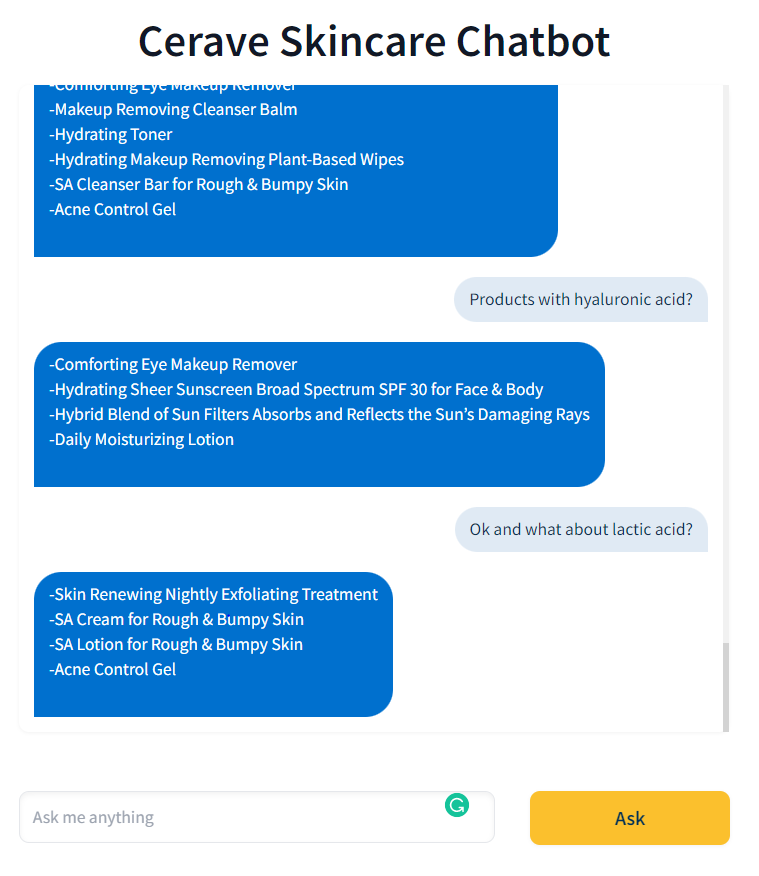 Cerave Skincare Chatbot
-Comforting Eye Makeup Remover
-Makeup Removing Cleanser Balm
-Hydrating Toner
-Hydrating Makeup Removing Plant-Based Wipes
-SA Cleanser Bar for Rough & Bumpy Skin
-Acne Control Gel
Products with hyaluronic acid?
-Comforting Eye Makeup Remover
-Hydrating Sheer Sunscreen Broad Spectrum SPF 30 for Face & Body
-Hybrid Blend of Sun Filters Absorbs and Reflects the Sun’s Damaging Rays
-Daily Moisturizing Lotion
Ok and what about lactic acid?
-Skin Renewing Nightly Exfoliating Treatment
-SA Cream for Rough & Bumpy Skin
-SA Lotion for Rough & Bumpy Skin
-Acne Control Gel
Ask me anything
Ask